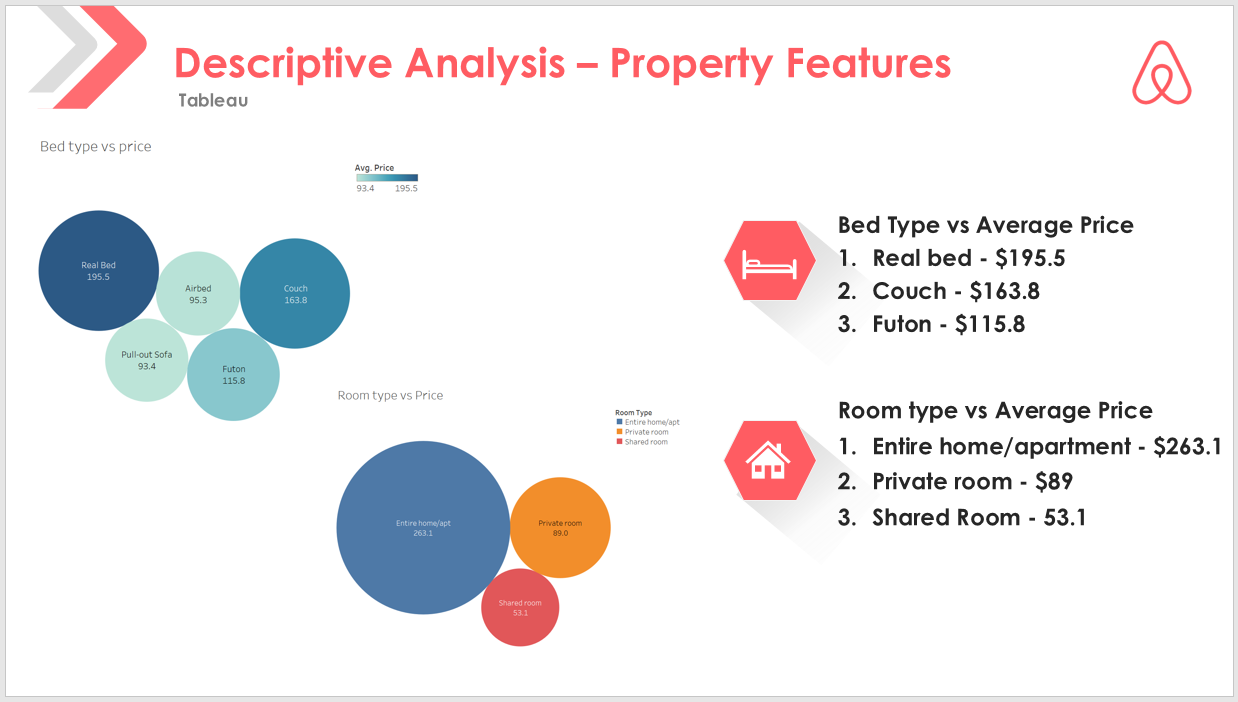 Descriptive Analysis – Property Features
Tableau
Bed type vs price
Avg. Price
93.4 195.5
Real Bed
195.5
Airbed
95.3
Couch
163.8
Pull-out Sofa
93.4
Futon
115.8
Room type vs Price
Room Type
Entire home/apt
Private room
Shared room
Entire home/apt
263.1
Private room
89.0
Shared room
53.1
Bed Type vs Average Price
1. Real bed - $195.5
2. Couch - $163.8
3. Futon - $115.8
Room type vs Average Price
1. Entire home/apartment - $263.1
2. Private room - $89
3. Shared Room - 53.1